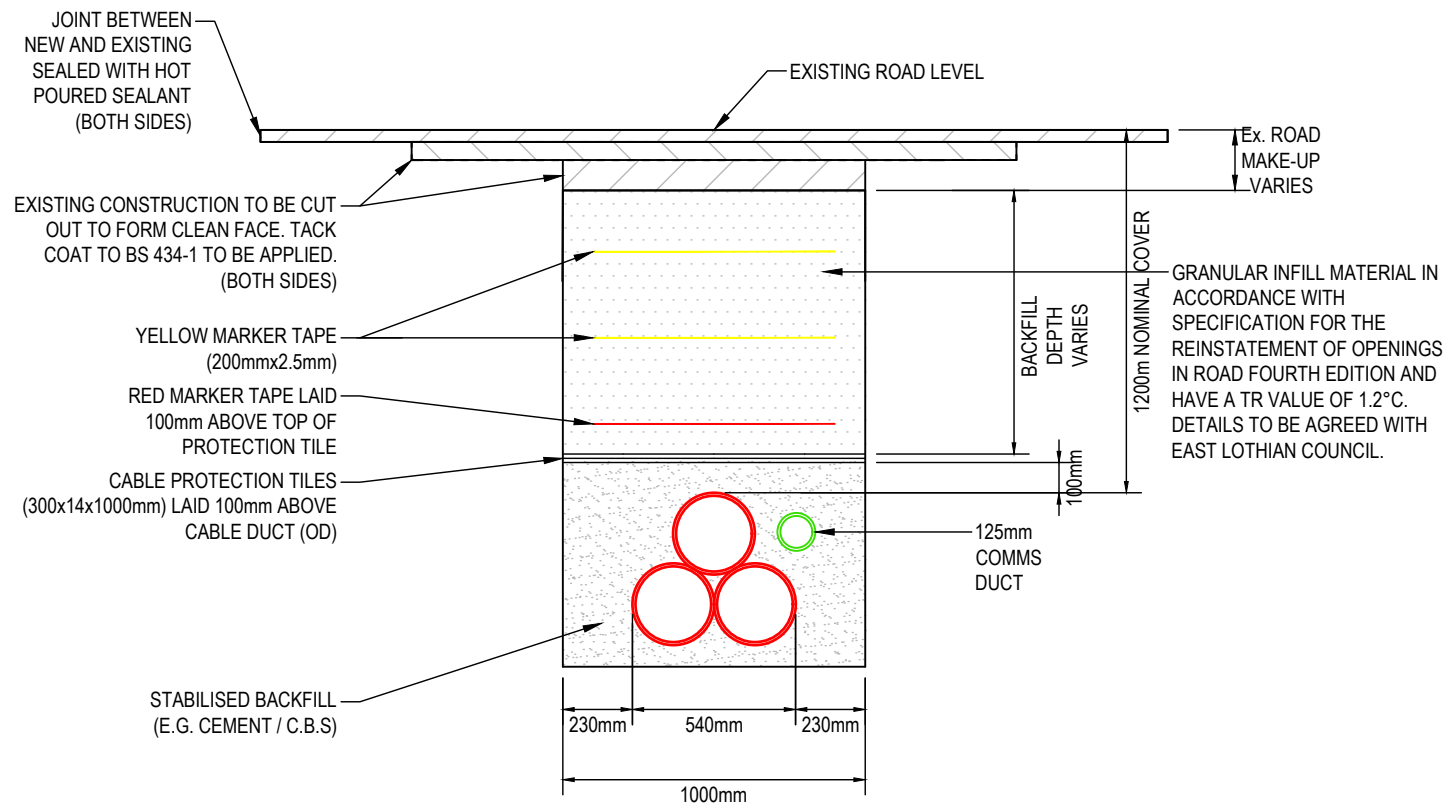 JOINT BETWEEN
NEW AND EXISTING
SEALED WITH HOT
POURED SEALANT
(BOTH SIDES)
EXISTING ROAD LEVEL
Ex. ROAD
MAKE-UP
VARIES
EXISTING CONSTRUCTION TO BE CUT
OUT TO FORM CLEAN FACE. TACK
COAT TO BS 434-1 TO BE APPLIED.
(BOTH SIDES)
YELLOW MARKER TAPE
(200mmx2.5mm)
RED MARKER TAPE LAID
100mm ABOVE TOP OF
PROTECTION TILE
CABLE PROTECTION TILES
(300x14x1000mm) LAID 100mm ABOVE
CABLE DUCT (OD)
STABILISED BACKFILL
(E.G. CEMENT / C.B.S)
BACKFILL
DEPTH
VARIES
1200m NOMINAL COVER
100mm
GRANULAR INFILL MATERIAL IN
ACCORDANCE WITH
SPECIFICATION FOR THE
REINSTATEMENT OF OPENINGS
IN ROAD FOURTH EDITION AND
HAVE A TR VALUE OF 1.2°C.
DETAILS TO BE AGREED WITH
EAST LOTHIAN COUNCIL.
125mm
COMMS
DUCT
230mm
540mm
230mm
1000mm